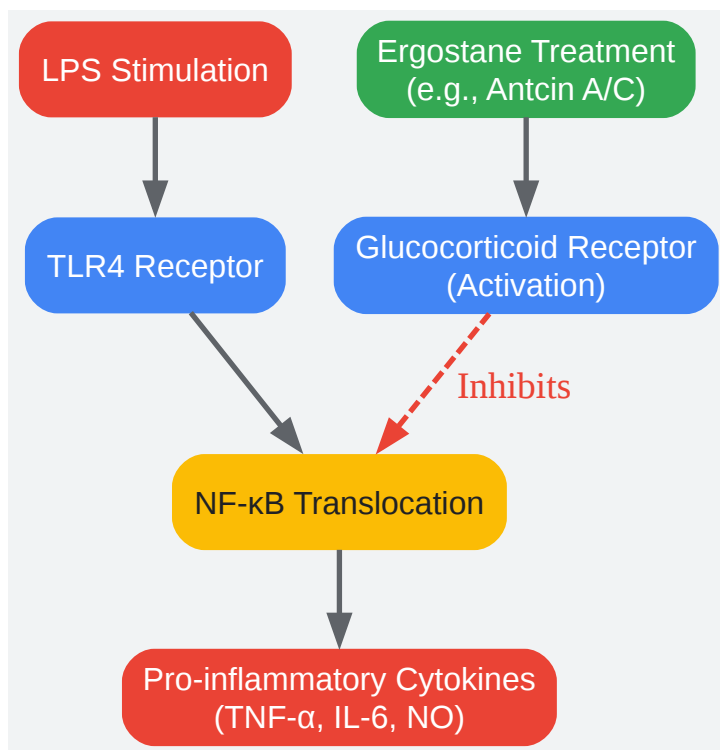 LPS Stimulation
Ergostane Treatment
(e.g., Antcin A/C)
TLR4 Receptor
Glucocorticoid Receptor
(Activation)
Inhibits
NF-κB Translocation
Pro-inflammatory Cytokines
(TNF-α, IL-6, NO)